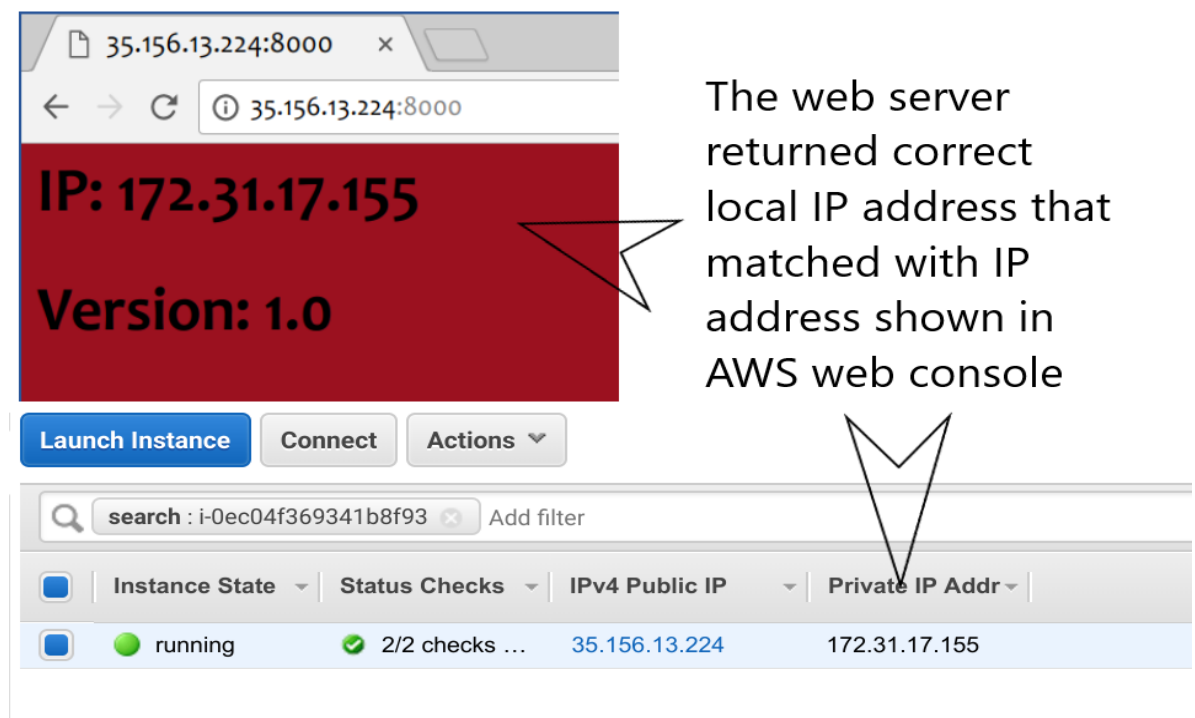 35.156.13.224:8000
35.156.13.224:8000
IP: 172.31.17.155
Version: 1.0
The web server
returned correct
local IP address that
matched with IP
address shown in
AWS web console
Launch Instance Connect Actions
search : i-0ec04f369341b8f93 Add filter
Instance State Status Checks IPv4 Public IP Private IP Addr
running 2/2 checks ... 35.156.13.224 172.31.17.155